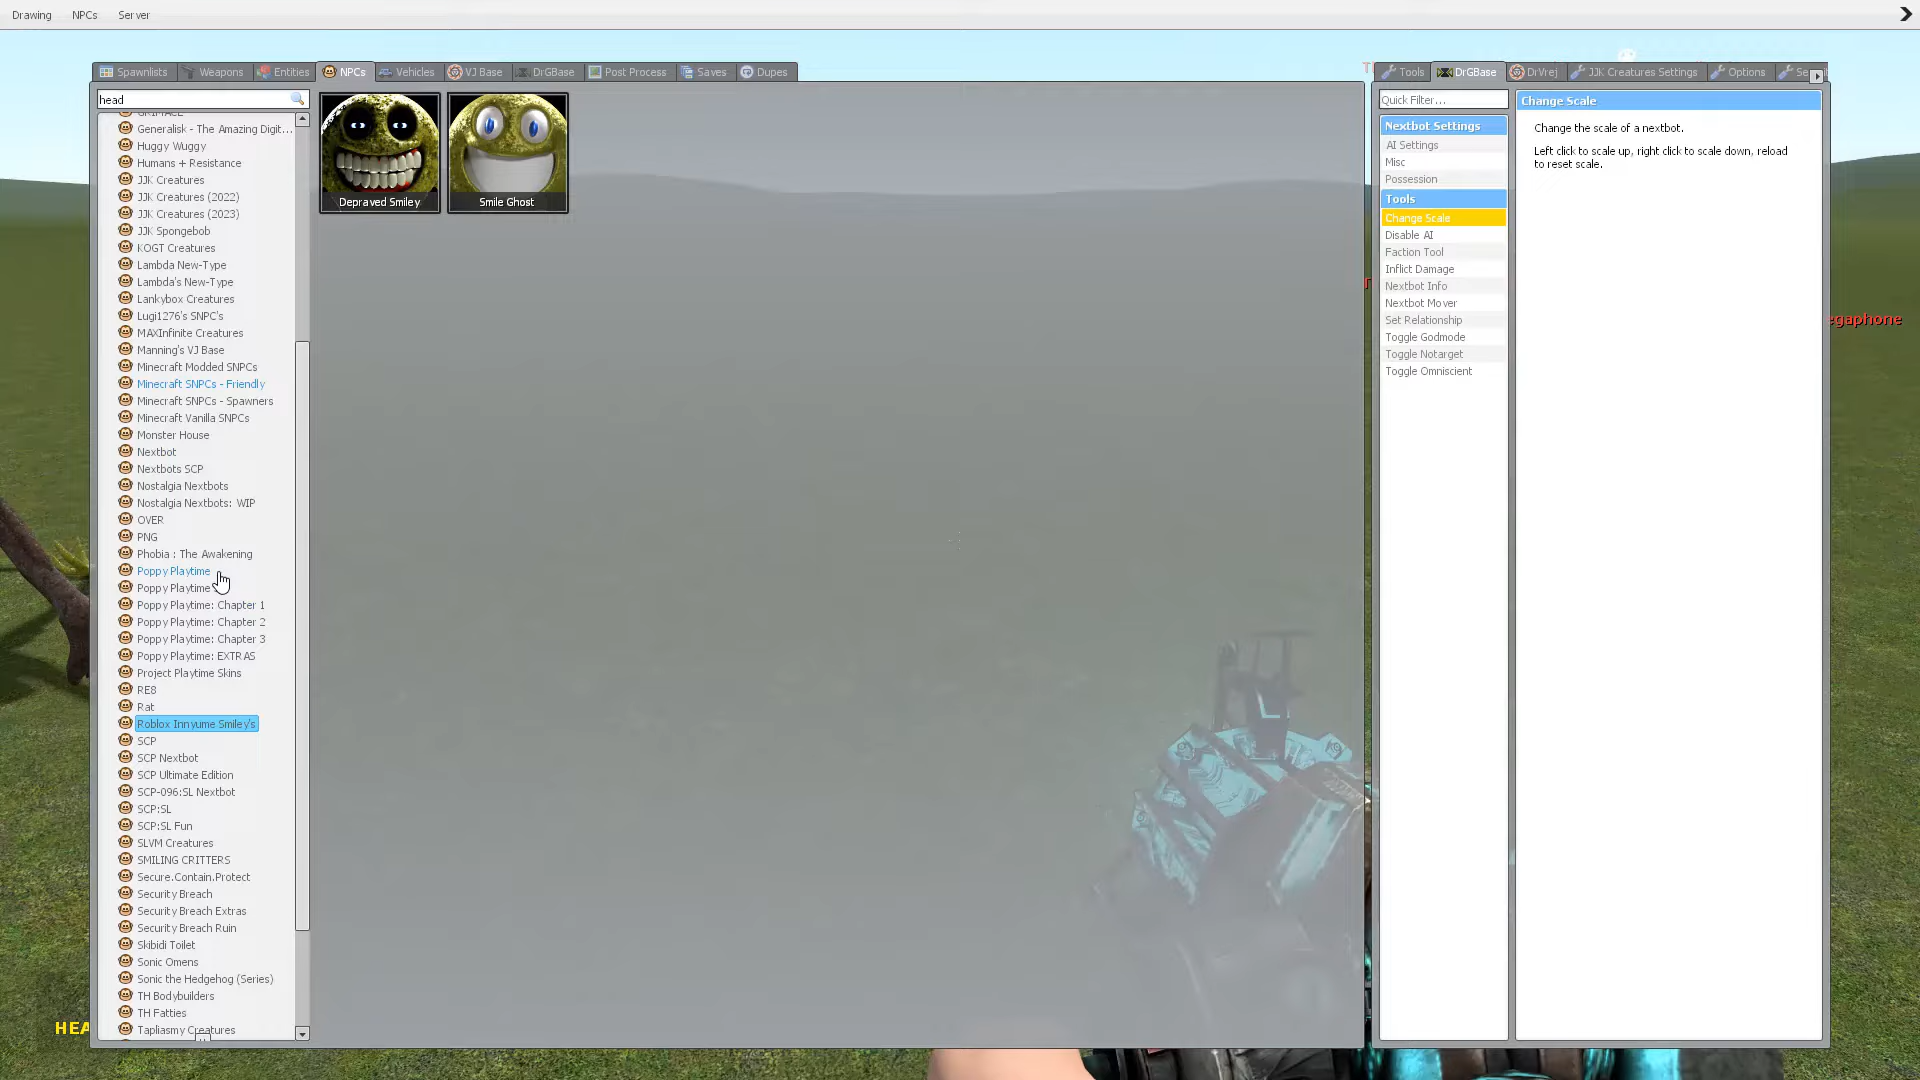 Drawing NPCs Server
Spawnlists Weapons Entities NPCs Vehicles VJ Base DrGBase Post Process Saves Dupes
head
Generalisk - The Amazing Digit...
Huggy Wuggy
Humans + Resistance
JJK Creatures
JJK Creatures (2022)
JJK Creatures (2023)
JJK Spongebob
KOGT Creatures
Lambda New-Type
Lambda's New-Type
Lankybox Creatures
Lugi1276's SNPC's
MAXInfinite Creatures
Manning's VJ Base
Minecraft Modded SNPCs
Minecraft SNPCs - Friendly
Minecraft SNPCs - Spawners
Minecraft Vanilla SNPCs
Monster House
Nextbot
Nextbots SCP
Nostalgia Nextbots
Nostalgia Nextbots: WIP
OVER
PNG
Phobia : The Awakening
Poppy Playtime
Poppy Playtime
Poppy Playtime: Chapter 1
Poppy Playtime: Chapter 2
Poppy Playtime: Chapter 3
Poppy Playtime: EXTRAS
Project Playtime Skins
RE8
Rat
Roblox Innyume Smiley's
SCP
SCP Nextbot
SCP Ultimate Edition
SCP-096:SL Nextbot
SCP:SL
SCP:SL Fun
SLVM Creatures
SMILING CRITTERS
Secure.Contain.Protect
Security Breach
Security Breach Extras
Security Breach Ruin
Skibidi Toilet
Sonic Omens
Sonic the Hedgehog (Series)
TH Bodybuilders
TH Fatties
Tapliasmy Creatures
Depraved Smiley
Smile Ghost
Tools DrGBase DrVrej JJK Creatures Settings Options
Quick Filter...
Nextbot Settings
AI Settings
Misc
Possession
Tools
Change Scale
Disable AI
Faction Tool
Inflict Damage
Nextbot Info
Nextbot Mover
Set Relationship
Toggle Godmode
Toggle Notarget
Toggle Omniscient
Change Scale
Change the scale of a nextbot.
Left click to scale up, right click to scale down, reload
to reset scale.
egaphone
HEA